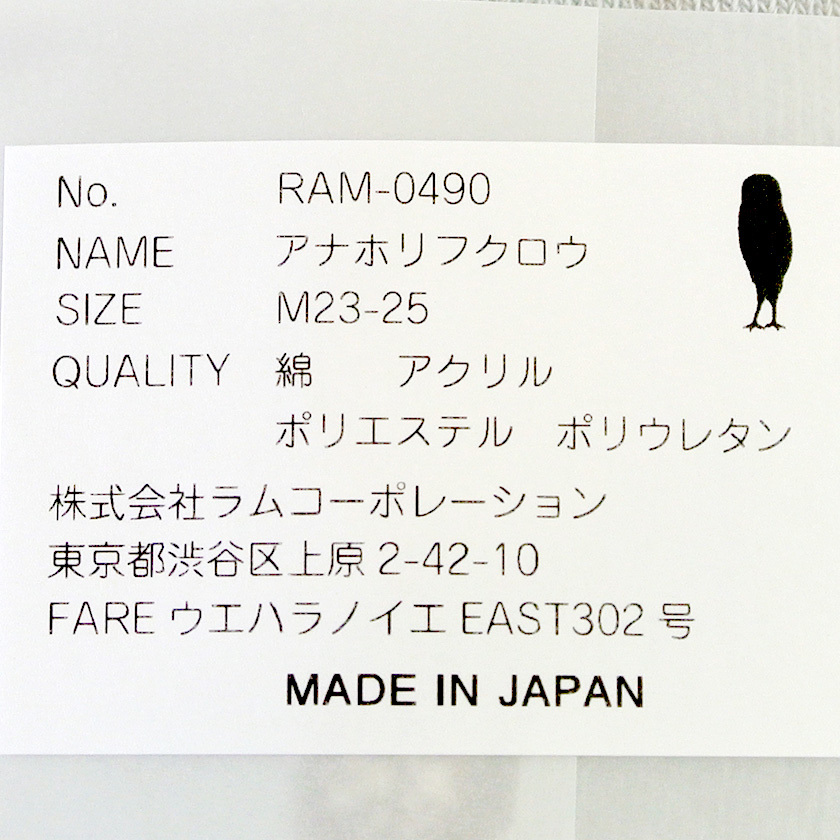 No. RAM-0490
NAME アナホリフクロウ
SIZE M23-25
QUALITY 綿 アクリル
ポリエステル ポリウレタン
株式会社ラムコーポレーション
東京都渋谷区上原 2-42-10
FARE ウエハラノイエ EAST302 号
MADE IN JAPAN